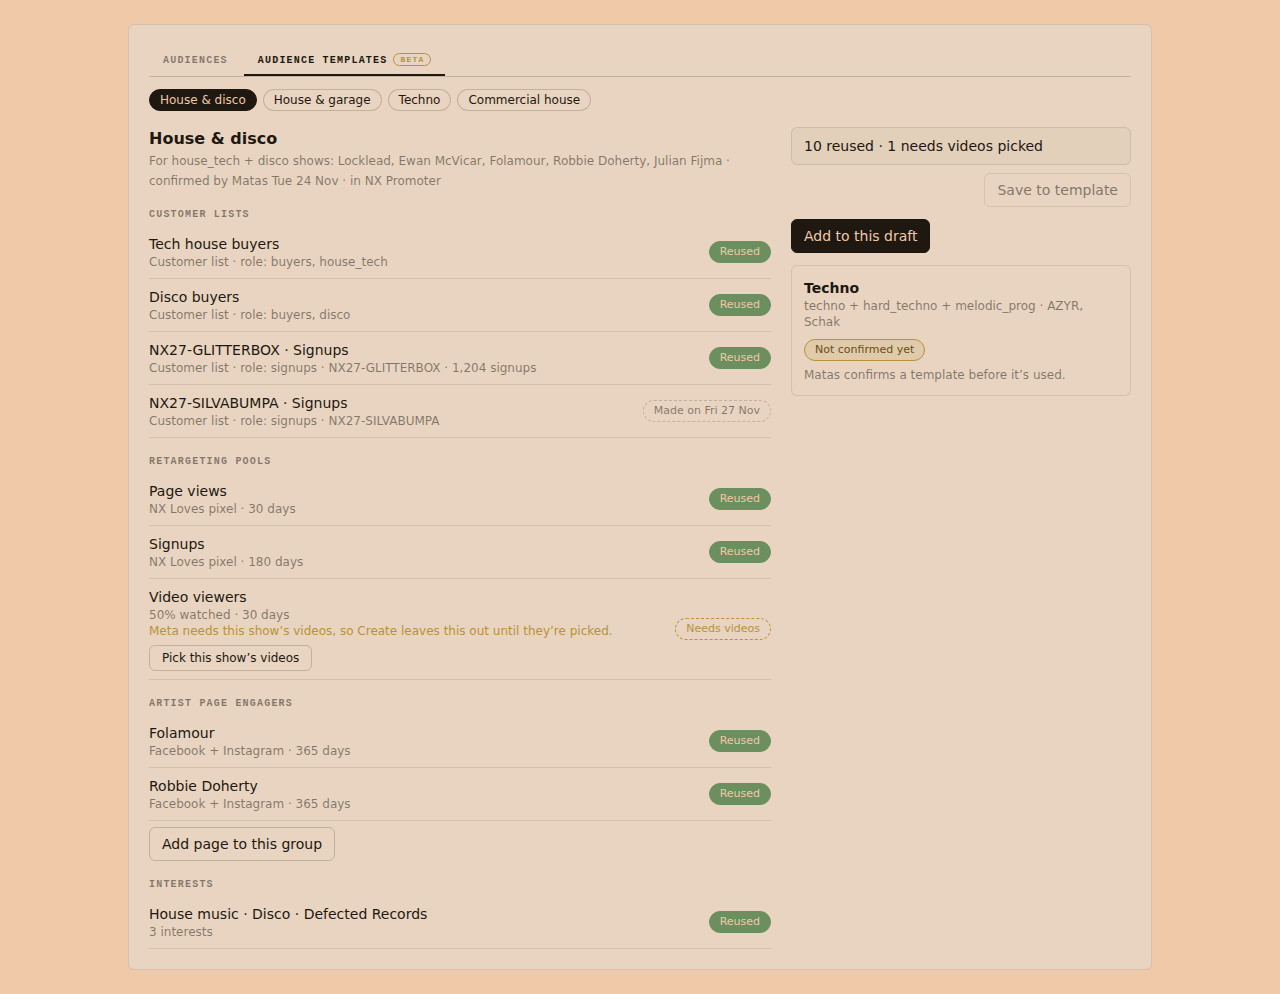 AUDIENCES
AUDIENCE TEMPLATES BETA
House & disco
House & garage
Techno
Commercial house
House & disco
For house_tech + disco shows: Locklead, Ewan McVicar, Folamour, Robbie Doherty, Julian Fijma ·
confirmed by Matas Tue 24 Nov · in NX Promoter
CUSTOMER LISTS
Tech house buyers
Customer list · role: buyers, house_tech
Reused
Disco buyers
Customer list · role: buyers, disco
Reused
NX27-GLITTERBOX · Signups
Customer list · role: signups · NX27-GLITTERBOX · 1,204 signups
Reused
NX27-SILVABUMPA · Signups
Customer list · role: signups · NX27-SILVABUMPA
Made on Fri 27 Nov
RETARGETING POOLS
Page views
NX Loves pixel · 30 days
Reused
Signups
NX Loves pixel · 180 days
Reused
Video viewers
50% watched · 30 days
Meta needs this show’s videos, so Create leaves this out until they’re picked.
Needs videos
Pick this show’s videos
ARTIST PAGE ENGAGERS
Folamour
Facebook + Instagram · 365 days
Reused
Robbie Doherty
Facebook + Instagram · 365 days
Reused
Add page to this group
INTERESTS
House music · Disco · Defected Records
3 interests
Reused
10 reused · 1 needs videos picked
Save to template
Add to this draft
Techno
techno + hard_techno + melodic_prog · AZYR,
Schak
Not confirmed yet
Matas confirms a template before it’s used.